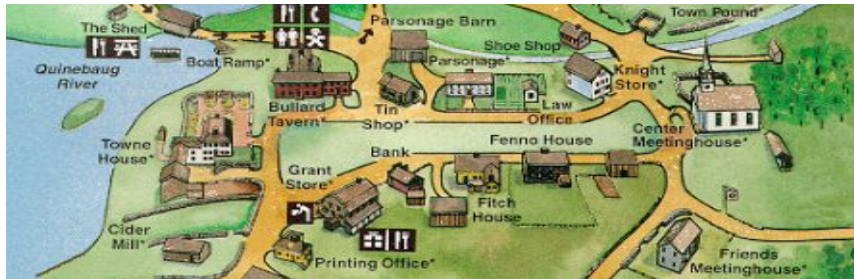 The Shed
Boat Ramp*
Quinebaug
River
Parsonage Barn
Parsonage*
Shoe Shop*
Town Pound*
Knight
Store*
Bullard
Tavern*
Tin
Shop*
Law
Office
Center
Meetinghouse*
Towne
House*
Bank
Fenno House
Grant
Store*
Fitch
House
Cider
Mill*
Printing Office*
Friends
Meetinghouse*